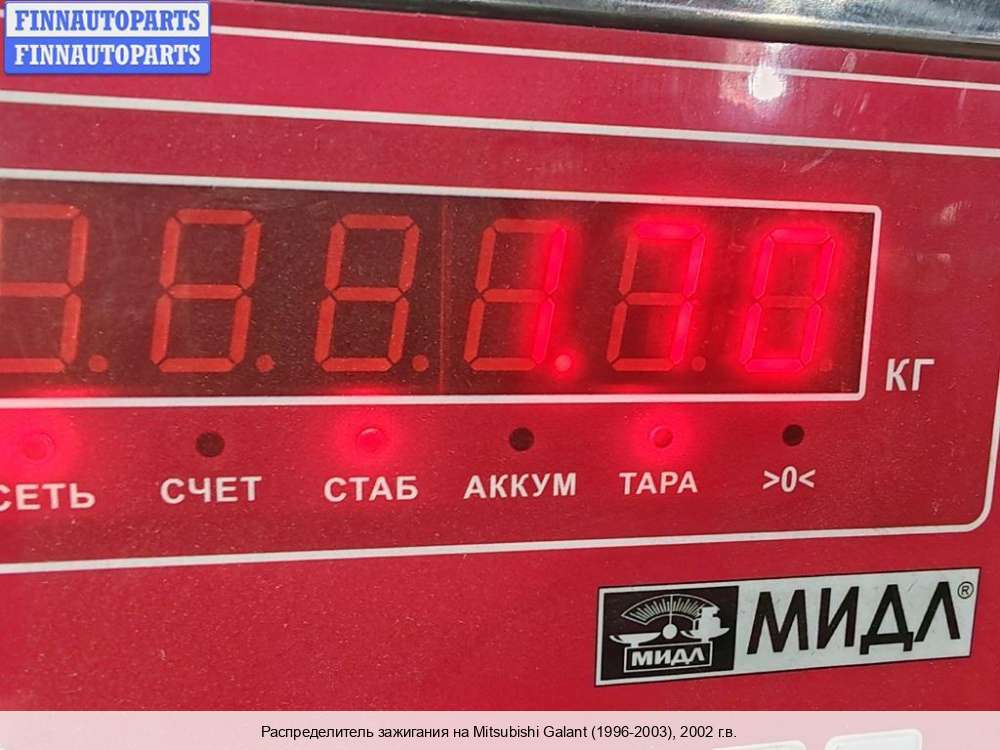 FINNAUTOPARTS
FINNAUTOPARTS
1.70
КГ
СЕТЬ СЧЕТ СТАБ АККУМ ТАРА >0<
МИДЛ МИДЛ®
Распределитель зажигания на Mitsubishi Galant (1996-2003), 2002 г.в.